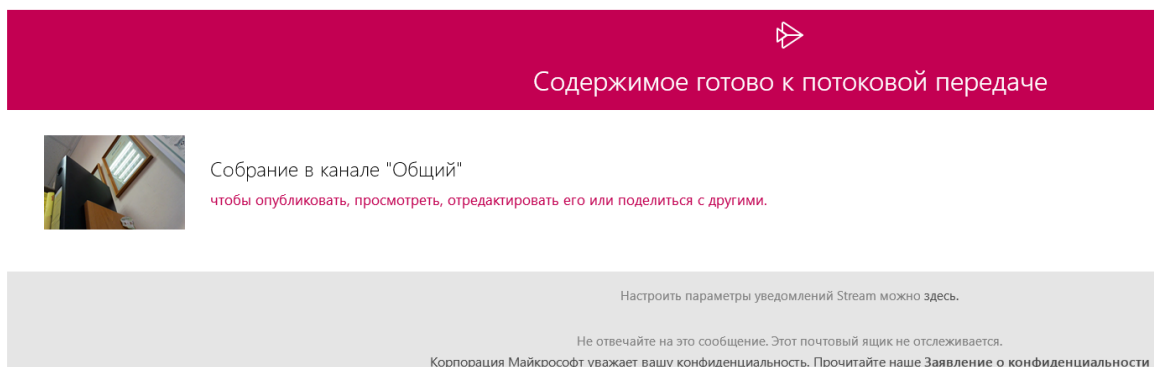 Содержимое готово к потоковой передаче
Собрание в канале "Общий"
чтобы опубликовать, просмотреть, отредактировать его или поделиться с другими.
Настроить параметры уведомлений Stream можно здесь.
Не отвечайте на это сообщение. Этот почтовый ящик не отслеживается.
Корпорация Майкрософт уважает вашу конфиденциальность. Прочитайте наше Заявление о конфиденциальности